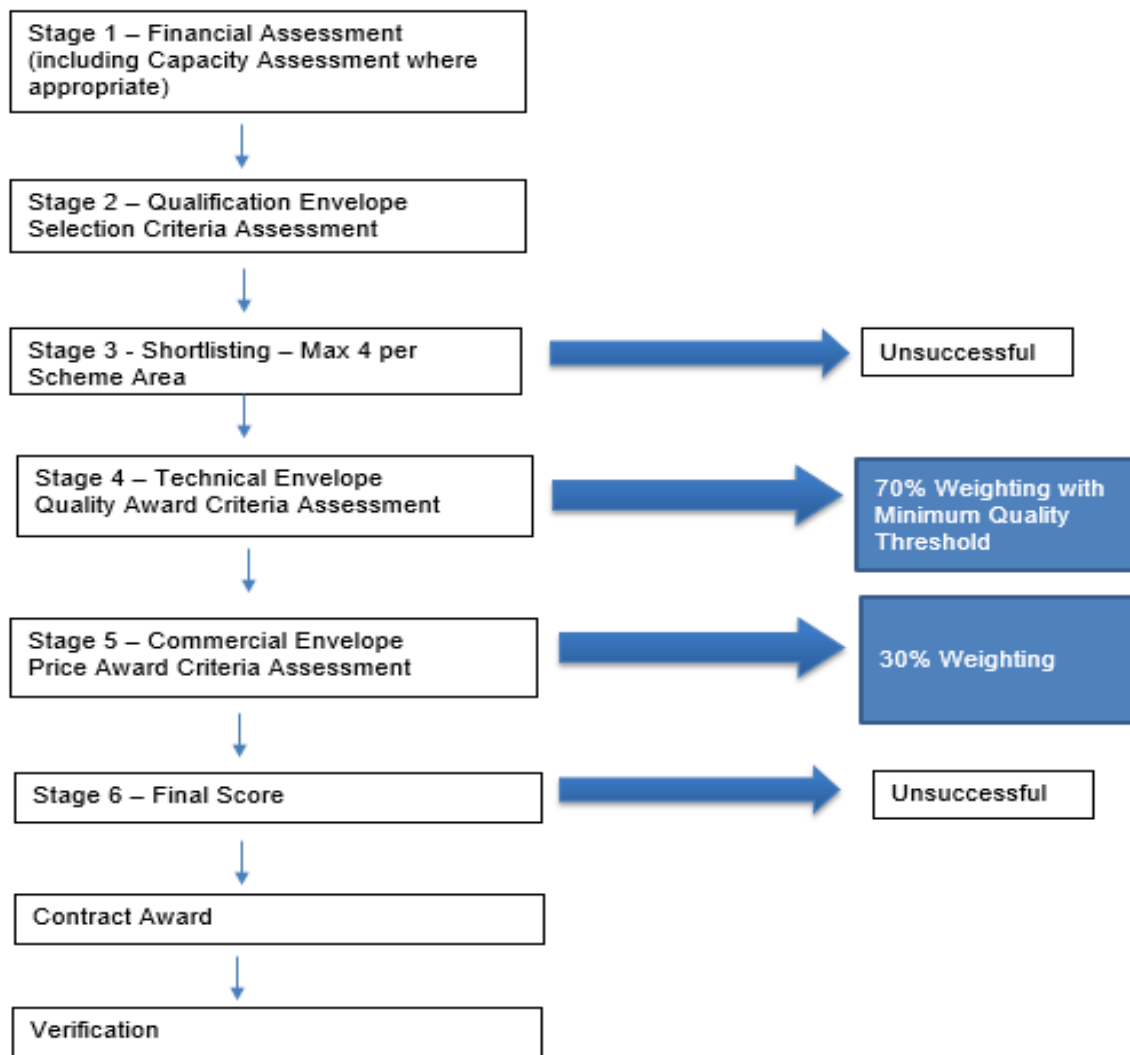 Stage 1 – Financial Assessment
(including Capacity Assessment where
appropriate)
Stage 2 – Qualification Envelope
Selection Criteria Assessment
Stage 3 - Shortlisting – Max 4 per
Scheme Area
Unsuccessful
Stage 4 – Technical Envelope
Quality Award Criteria Assessment
70% Weighting with
Minimum Quality
Threshold
Stage 5 – Commercial Envelope
Price Award Criteria Assessment
30% Weighting
Stage 6 – Final Score
Unsuccessful
Contract Award
Verification